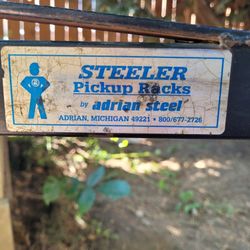 STEELER
Pickup Racks
by adrian steel
ADRIAN, MICHIGAN 49221 • 800/677-2726